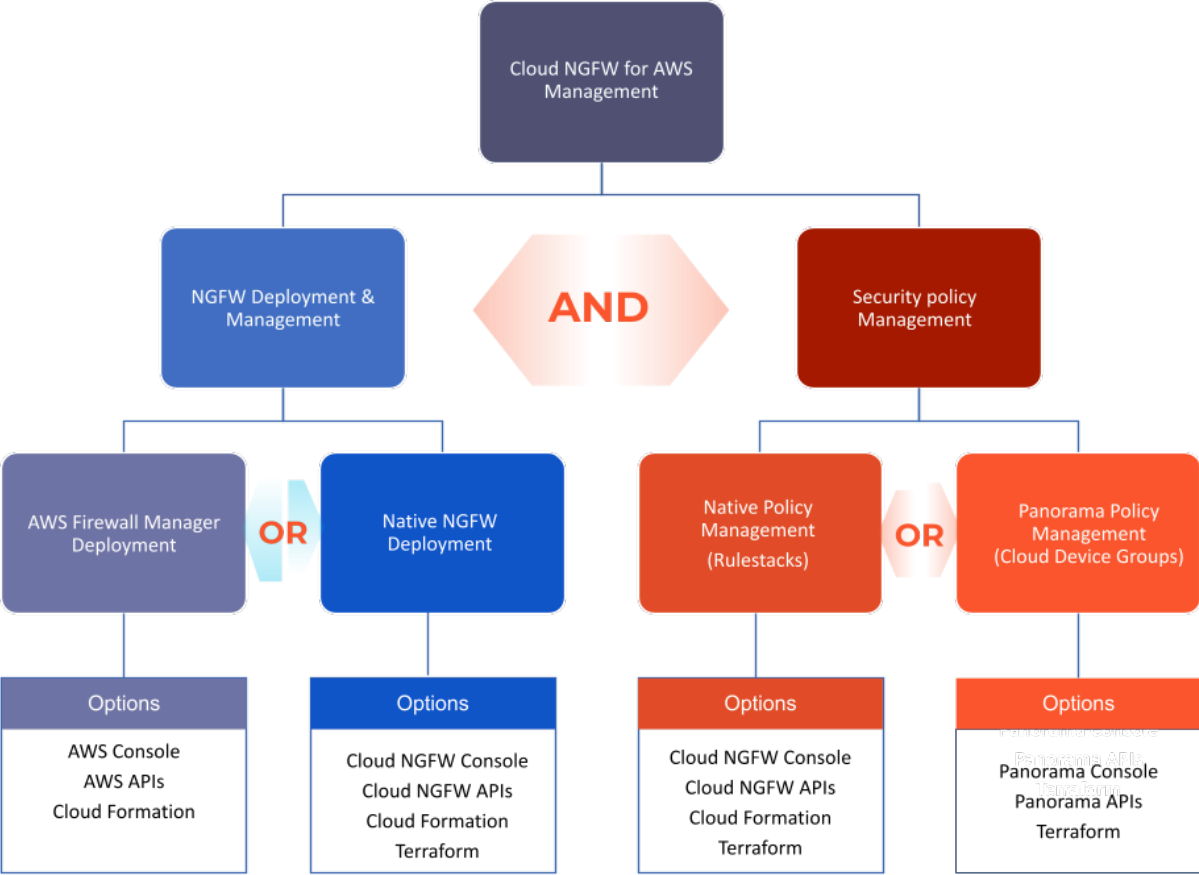 Cloud NGFW for AWS
Management
NGFW Deployment &
Management
AND
Security policy
Management
AWS Firewall Manager
Deployment
OR
Native NGFW
Deployment
Native Policy
Management
(Rulestacks)
OR
Panorama Policy
Management
(Cloud Device Groups)
Options
AWS Console
AWS APIs
Cloud Formation
Options
Cloud NGFW Console
Cloud NGFW APIs
Cloud Formation
Terraform
Options
Cloud NGFW Console
Cloud NGFW APIs
Cloud Formation
Terraform
Options
Panorama Console
Panorama APIs
Terraform